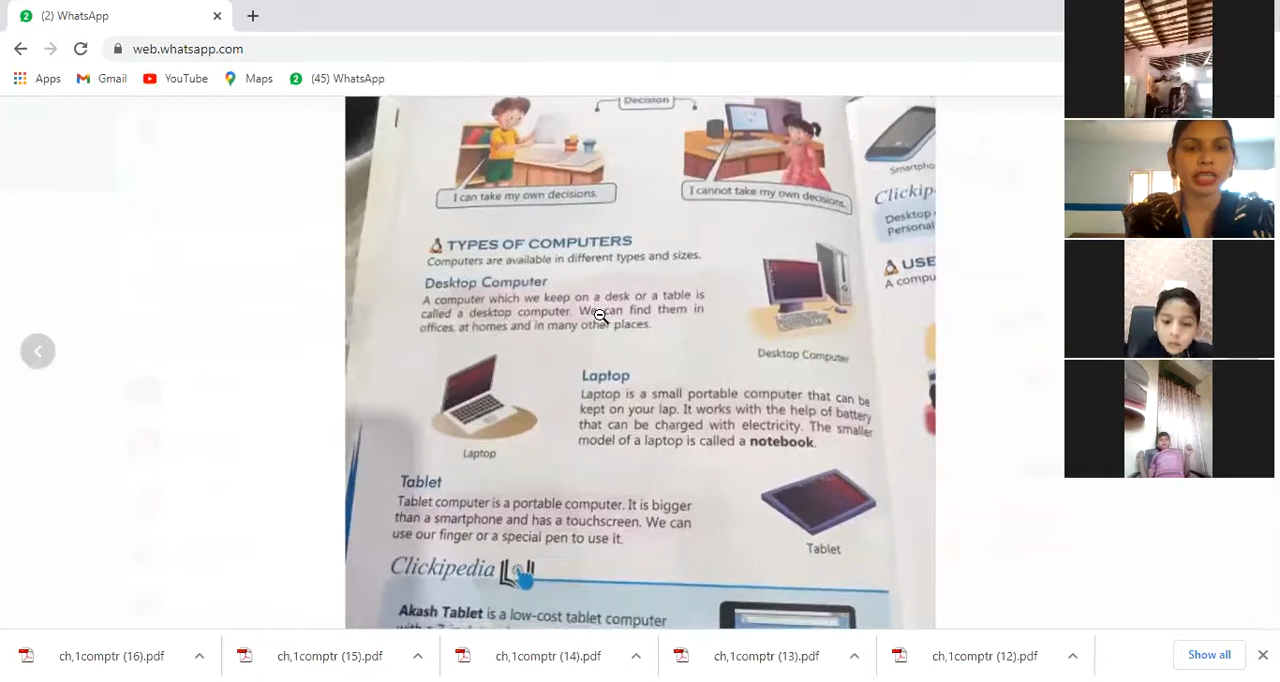 (2) WhatsApp
web.whatsapp.com
Apps
Gmail
YouTube
Maps
(45) WhatsApp
Decision
I can take my own decisions.
I cannot take my own decisions.
TYPES OF COMPUTERS
Computers are available in different types and sizes.
Desktop Computer
A computer which we keep on a desk or a table is
called a desktop computer. We can find them in
offices, at homes and in many other places.
Desktop Computer
Laptop
Laptop is a small portable computer that can be
kept on your lap. It works with the help of battery
that can be charged with electricity. The smaller
model of a laptop is called a notebook.
Laptop
Tablet
Tablet computer is a portable computer. It is bigger
than a smartphone and has a touchscreen. We can
use our finger or a special pen to use it.
Tablet
Clickipedia
Akash Tablet is a low-cost tablet computer
Smartpho
Clickip
Desktop
Personal
USE
A compu
ch,1comptr (16).pdf
ch,1comptr (15).pdf
ch,1comptr (14).pdf
ch,1comptr (13).pdf
ch,1comptr (12).pdf
Show all